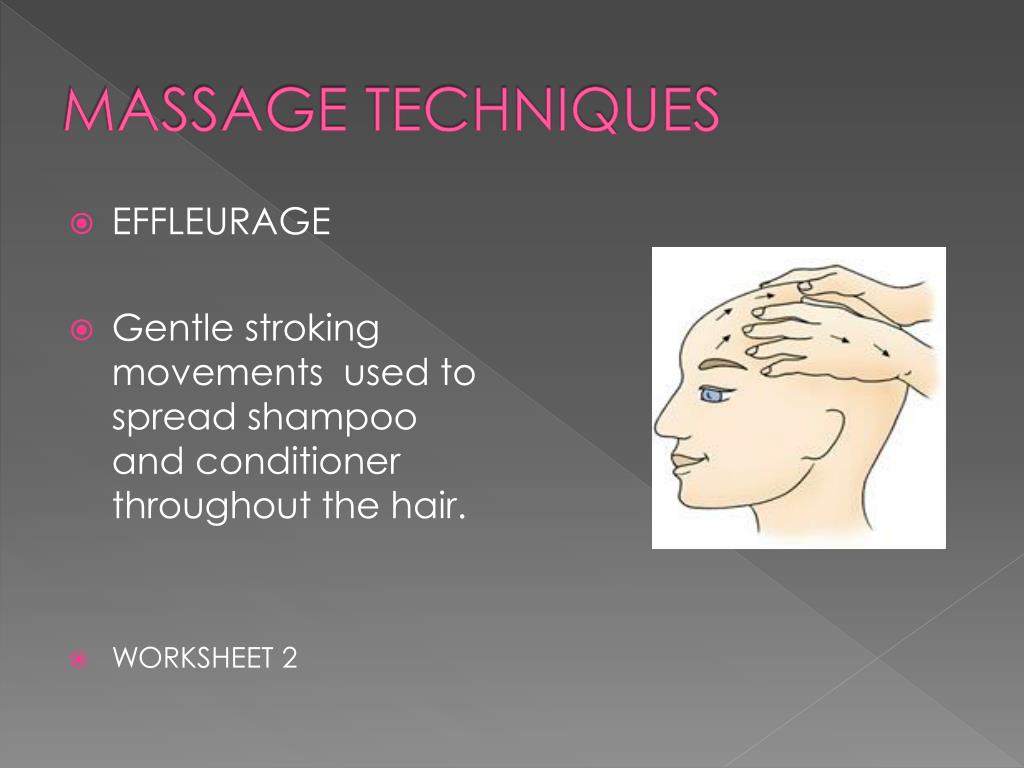 MASSAGE TECHNIQUES
EFFLEURAGE
Gentle stroking
movements  used to
spread shampoo
and conditioner
throughout the hair.
WORKSHEET 2